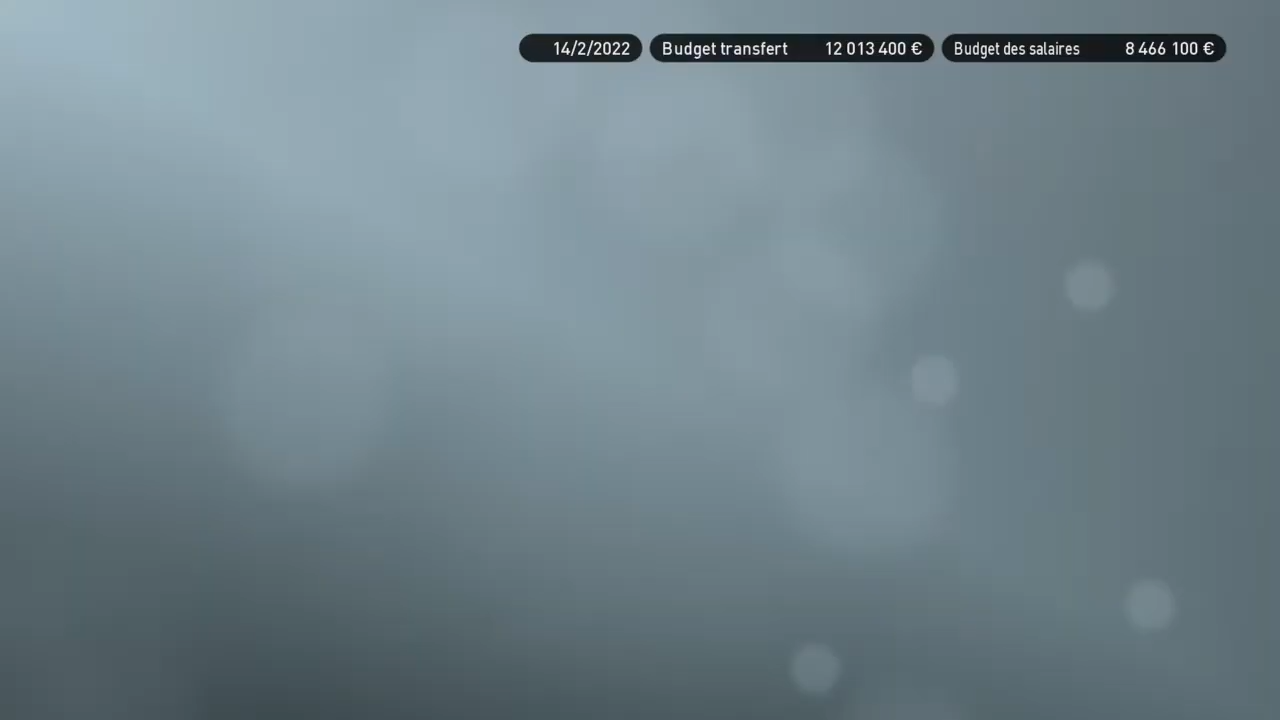 14/2/2022 Budget transfert 12 013 400 € Budget des salaires 8 466 100 €